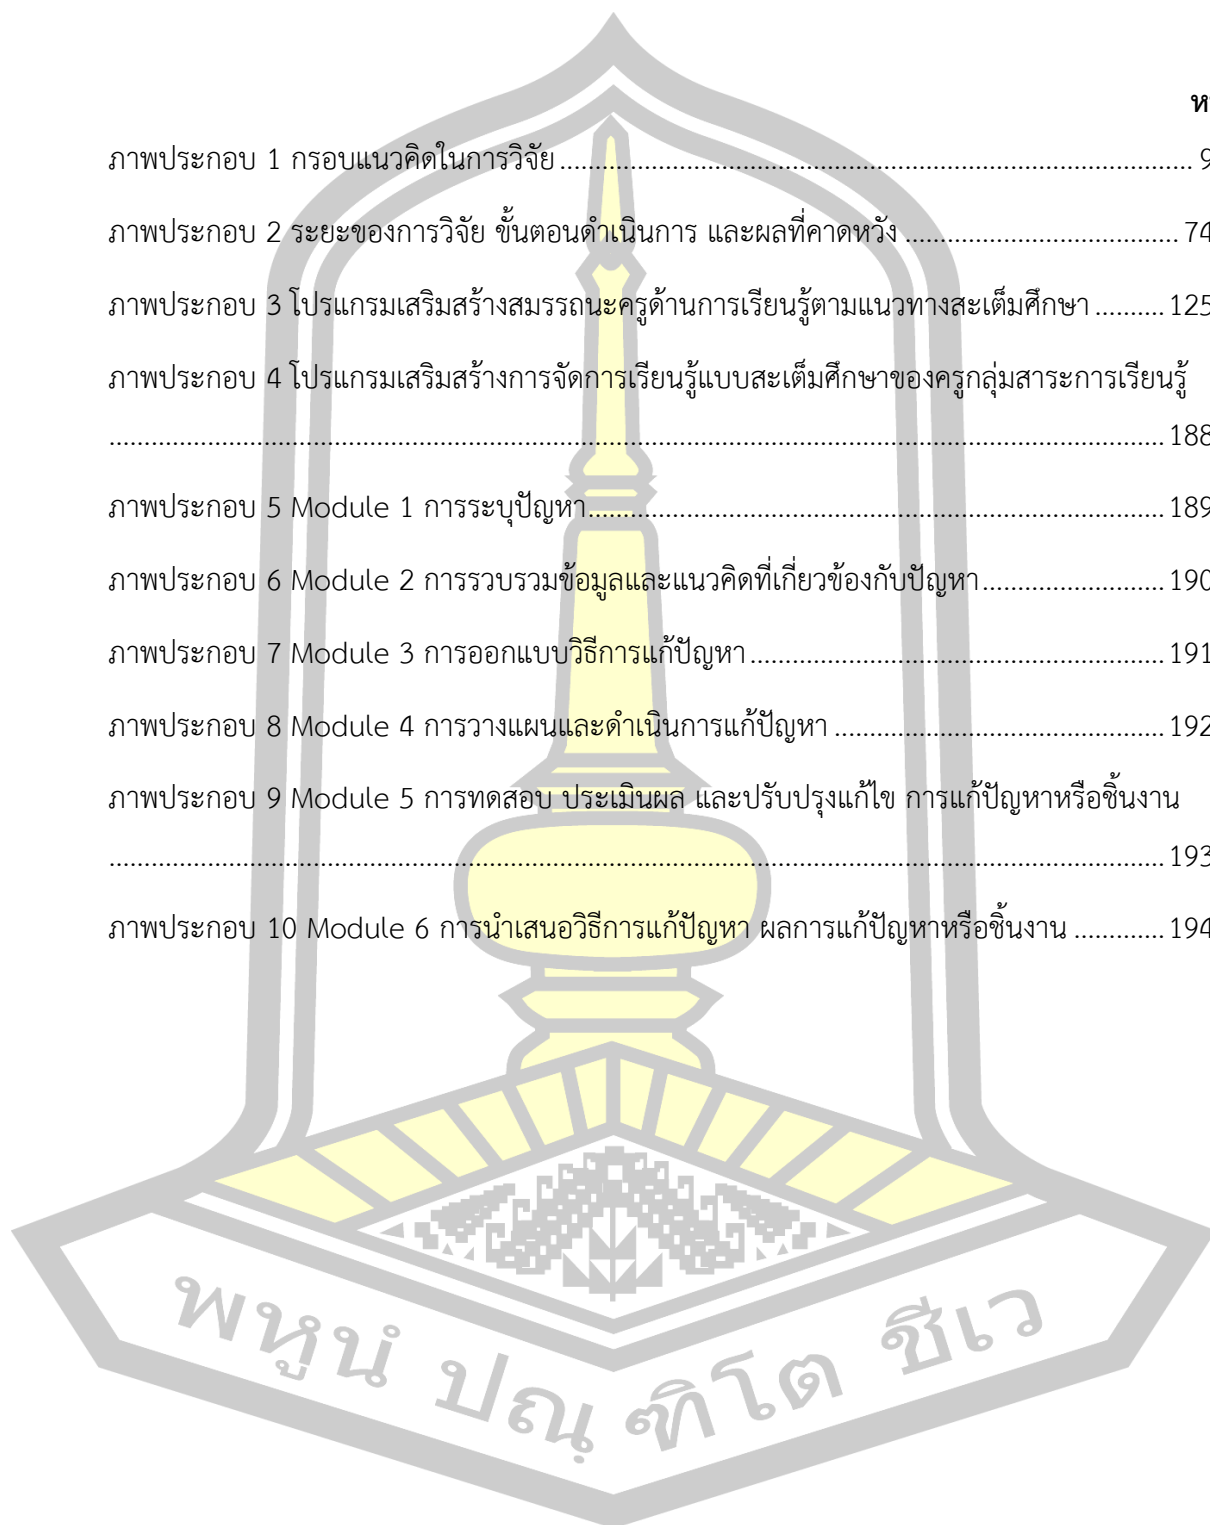 ห
ภาพประกอบ 1 กรอบแนวคิดในการวิจัย ........................................................................................ 9
ภาพประกอบ 2 ระยะของการวิจัย ขั้นตอนดำเนินการ และผลที่คาดหวัง ...................................... 74
ภาพประกอบ 3 โปรแกรมเสริมสร้างสมรรถนะครูด้านการเรียนรู้ตามแนวทางสะเต็มศึกษา .......... 125
ภาพประกอบ 4 โปรแกรมเสริมสร้างการจัดการเรียนรู้แบบสะเต็มศึกษาของครูกลุ่มสาระการเรียนรู้
.................................................................................................................................................. 188
ภาพประกอบ 5 Module 1 การระบุปัญหา................................................................................ 189
ภาพประกอบ 6 Module 2 การรวบรวมข้อมูลและแนวคิดที่เกี่ยวข้องกับปัญหา......................... 190
ภาพประกอบ 7 Module 3 การออกแบบวิธีการแก้ปัญหา ......................................................... 191
ภาพประกอบ 8 Module 4 การวางแผนและดำเนินการแก้ปัญหา .............................................. 192
ภาพประกอบ 9 Module 5 การทดสอบ ประเมินผล และปรับปรุงแก้ไข การแก้ปัญหาหรือชิ้นงาน
.................................................................................................................................................. 193
ภาพประกอบ 10 Module 6 การนำเสนอวิธีการแก้ปัญหา ผลการแก้ปัญหาหรือชิ้นงาน ............. 194
พหูนํ ปณฺฑิโต ชีเว